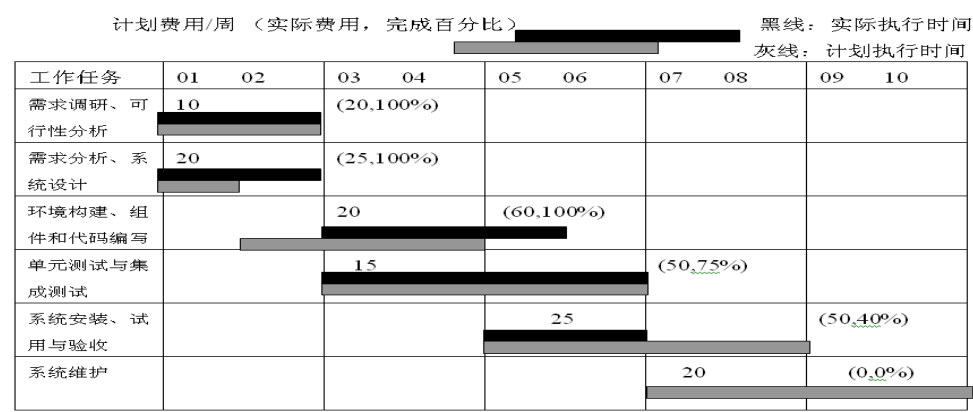 计划费用/周 （实际费用，完成百分比） 黑线：实际执行时间
灰线：计划执行时间
工作任务 01 02 03 04 05 06 07 08 09 10
需求调研、可 10 (20,100%)
行性分析
需求分析、系 20 (25,100%)
统设计
环境构建、组 20 (60,100%)
件和代码编写
单元测试与集 15 (50,75%)
成测试
系统安装、试 25 (50,40%)
用与验收
系统维护 20 (0,0%)